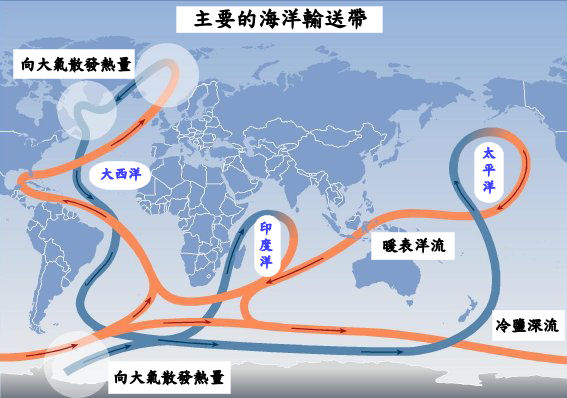 主要的海洋輸送帶
向大氣散發熱量
大西洋
太平洋
印度洋
暖表洋流
冷鹽深流
向大氣散發熱量